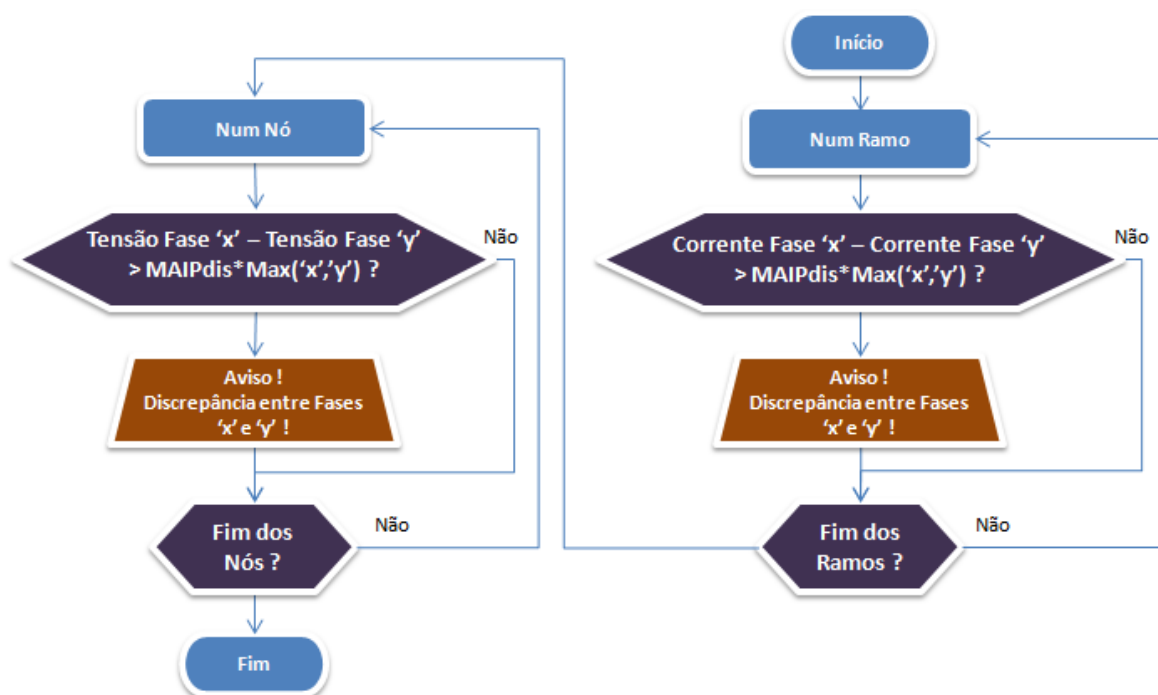 Início
Num Ramo
Corrente Fase ‘x’ – Corrente Fase ‘y’
> MAIPdis*Max(‘x’,’y’) ?
Não
Aviso !
Discrepância entre Fases
‘x’ e ‘y’ !
Fim dos
Ramos ?
Não
Num Nó
Tensão Fase ‘x’ – Tensão Fase ‘y’
> MAIPdis*Max(‘x’,’y’) ?
Não
Aviso !
Discrepância entre Fases
‘x’ e ‘y’ !
Fim dos
Nós ?
Não
Fim